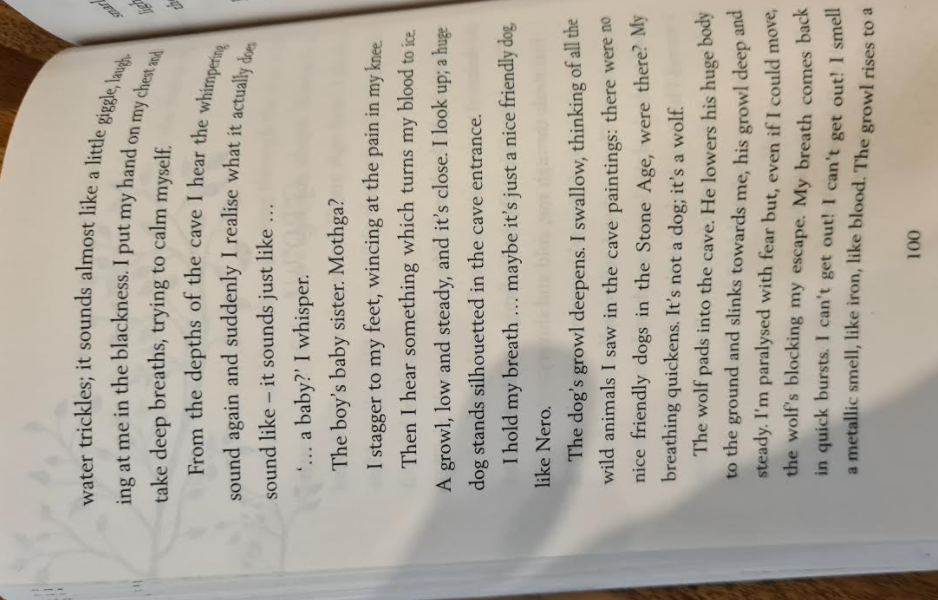 water trickles; it sounds almost like a little giggle, laugh-
ing at me in the blackness. I put my hand on my chest and
take deep breaths, trying to calm myself.
From the depths of the cave I hear the whimpering
sound again and suddenly I realise what it actually does
sound like – it sounds just like …
‘… a baby?’ I whisper.
The boy's baby sister. Mothga?
I stagger to my feet, wincing at the pain in my knee.
Then I hear something which turns my blood to ice.
A growl, low and steady, and it's close. I look up; a huge
dog stands silhouetted in the cave entrance.
I hold my breath … maybe it's just a nice friendly dog,
like Nero.
The dog's growl deepens. I swallow, thinking of all the
wild animals I saw in the cave paintings: there were no
nice friendly dogs in the Stone Age, were there? My
breathing quickens. It's not a dog; it's a wolf.
The wolf pads into the cave. He lowers his huge body
to the ground and slinks towards me, his growl deep and
steady. I'm paralysed with fear but, even if I could move,
the wolf's blocking my escape. My breath comes back
in quick bursts. I can't get out! I can't get out! I smell
a metallic smell, like iron, like blood. The growl rises to a
100